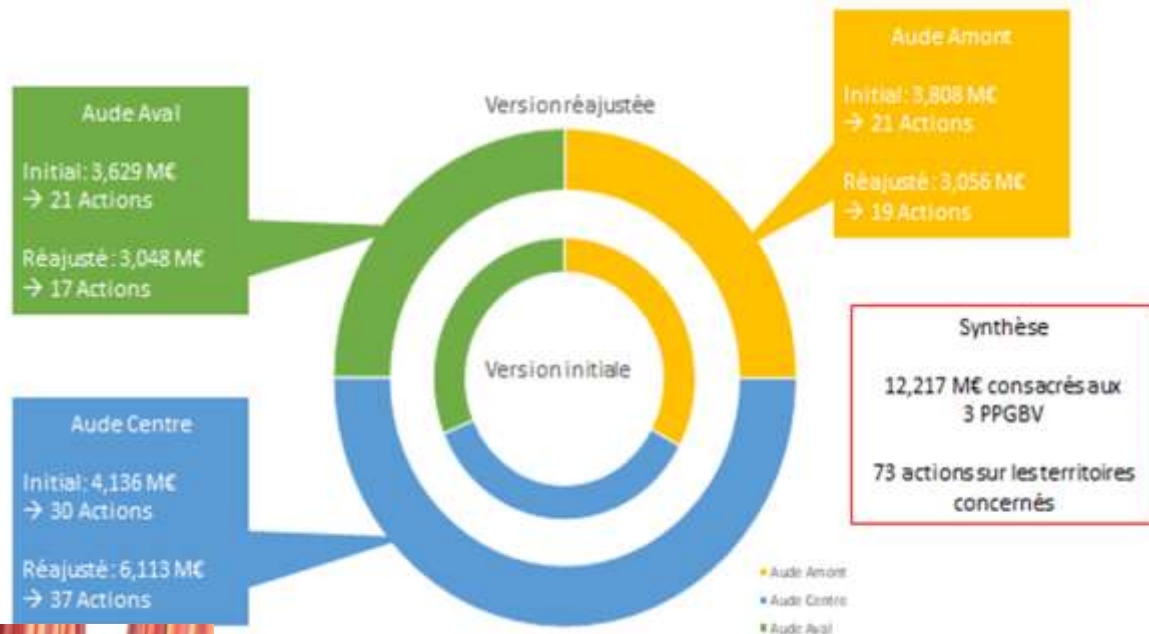 Aude Amont
Initial: 3,808 M€
→ 21 Actions
Réajusté: 3,056 M€
→ 19 Actions
Aude Aval
Initial: 3,629 M€
→ 21 Actions
Réajusté: 3,048 M€
→ 17 Actions
Version réajustée
Version initiale
Synthèse
12,217 M€ consacrés aux
3 PPGBV
73 actions sur les territoires
concernés
Aude Centre
Initial: 4,136 M€
→ 30 Actions
Réajusté: 6,113 M€
→ 37 Actions
Aude Amont
Aude Centre
Aude Aval